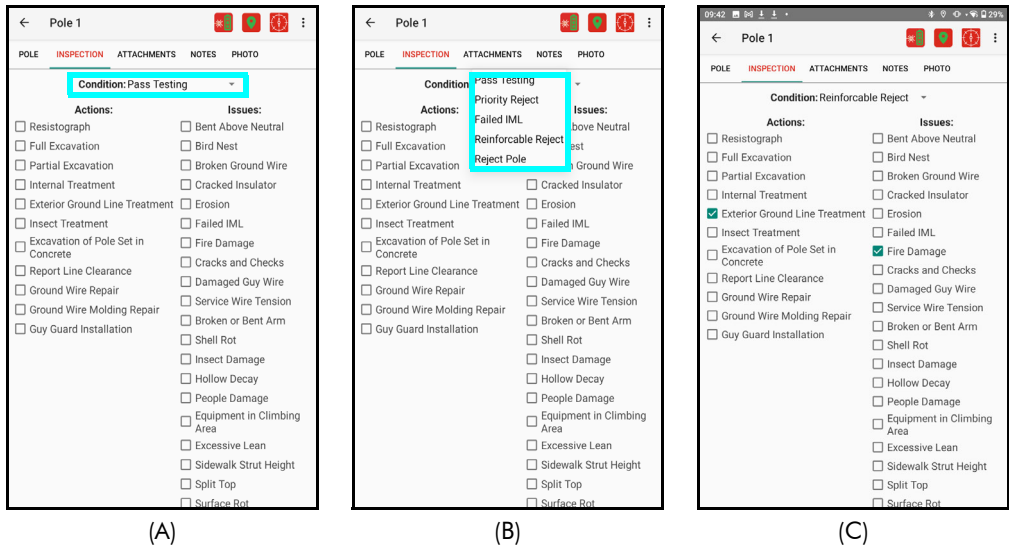 Pole 1
POLE INSPECTION ATTACHMENTS NOTES PHOTO
Condition: Pass Testing
Actions:
Resistograph
Full Excavation
Partial Excavation
Internal Treatment
Exterior Ground Line Treatment
Insect Treatment
Excavation of Pole Set in
Concrete
Report Line Clearance
Ground Wire Repair
Ground Wire Molding Repair
Guy Guard Installation
Issues:
Bent Above Neutral
Bird Nest
Broken Ground Wire
Cracked Insulator
Erosion
Failed IML
Fire Damage
Cracks and Checks
Damaged Guy Wire
Service Wire Tension
Broken or Bent Arm
Shell Rot
Insect Damage
Hollow Decay
People Damage
Equipment in Climbing
Area
Excessive Lean
Sidewalk Strut Height
Split Top
Surface Rot
(A)
Pole 1
POLE INSPECTION ATTACHMENTS NOTES PHOTO
Condition
Pass Testing
Priority Reject
Failed IML
Reinforcable Reject
Reject Pole
Actions:
Resistograph
Full Excavation
Partial Excavation
Internal Treatment
Exterior Ground Line Treatment
Insect Treatment
Excavation of Pole Set in
Concrete
Report Line Clearance
Ground Wire Repair
Ground Wire Molding Repair
Guy Guard Installation
Issues:
bove Neutral
est
n Ground Wire
Cracked Insulator
Erosion
Failed IML
Fire Damage
Cracks and Checks
Damaged Guy Wire
Service Wire Tension
Broken or Bent Arm
Shell Rot
Insect Damage
Hollow Decay
People Damage
Equipment in Climbing
Area
Excessive Lean
Sidewalk Strut Height
Split Top
Surface Rot
(B)
09:42 29%
Pole 1
POLE INSPECTION ATTACHMENTS NOTES PHOTO
Condition: Reinforcable Reject
Actions:
Resistograph
Full Excavation
Partial Excavation
Internal Treatment
Exterior Ground Line Treatment
Insect Treatment
Excavation of Pole Set in
Concrete
Report Line Clearance
Ground Wire Repair
Ground Wire Molding Repair
Guy Guard Installation
Issues:
Bent Above Neutral
Bird Nest
Broken Ground Wire
Cracked Insulator
Erosion
Failed IML
Fire Damage
Cracks and Checks
Damaged Guy Wire
Service Wire Tension
Broken or Bent Arm
Shell Rot
Insect Damage
Hollow Decay
People Damage
Equipment in Climbing
Area
Excessive Lean
Sidewalk Strut Height
Split Top
Surface Rot
(C)